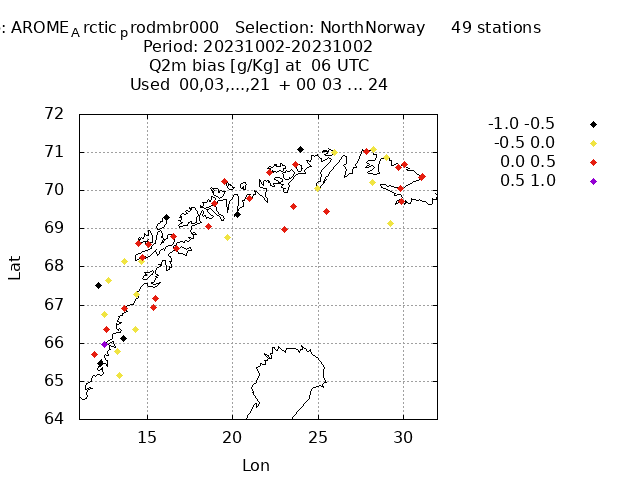 : AROME_Arctic_prodmbr000 Selection: NorthNorway 49 stations
Period: 20231002-20231002
Q2m bias [g/Kg] at 06 UTC
Used 00,03,...,21 + 00 03 ... 24
72
71
70
69
68
67
66
65
64
15
20
25
30
Lat
Lon
-1.0 -0.5
-0.5 0.0
0.0 0.5
0.5 1.0